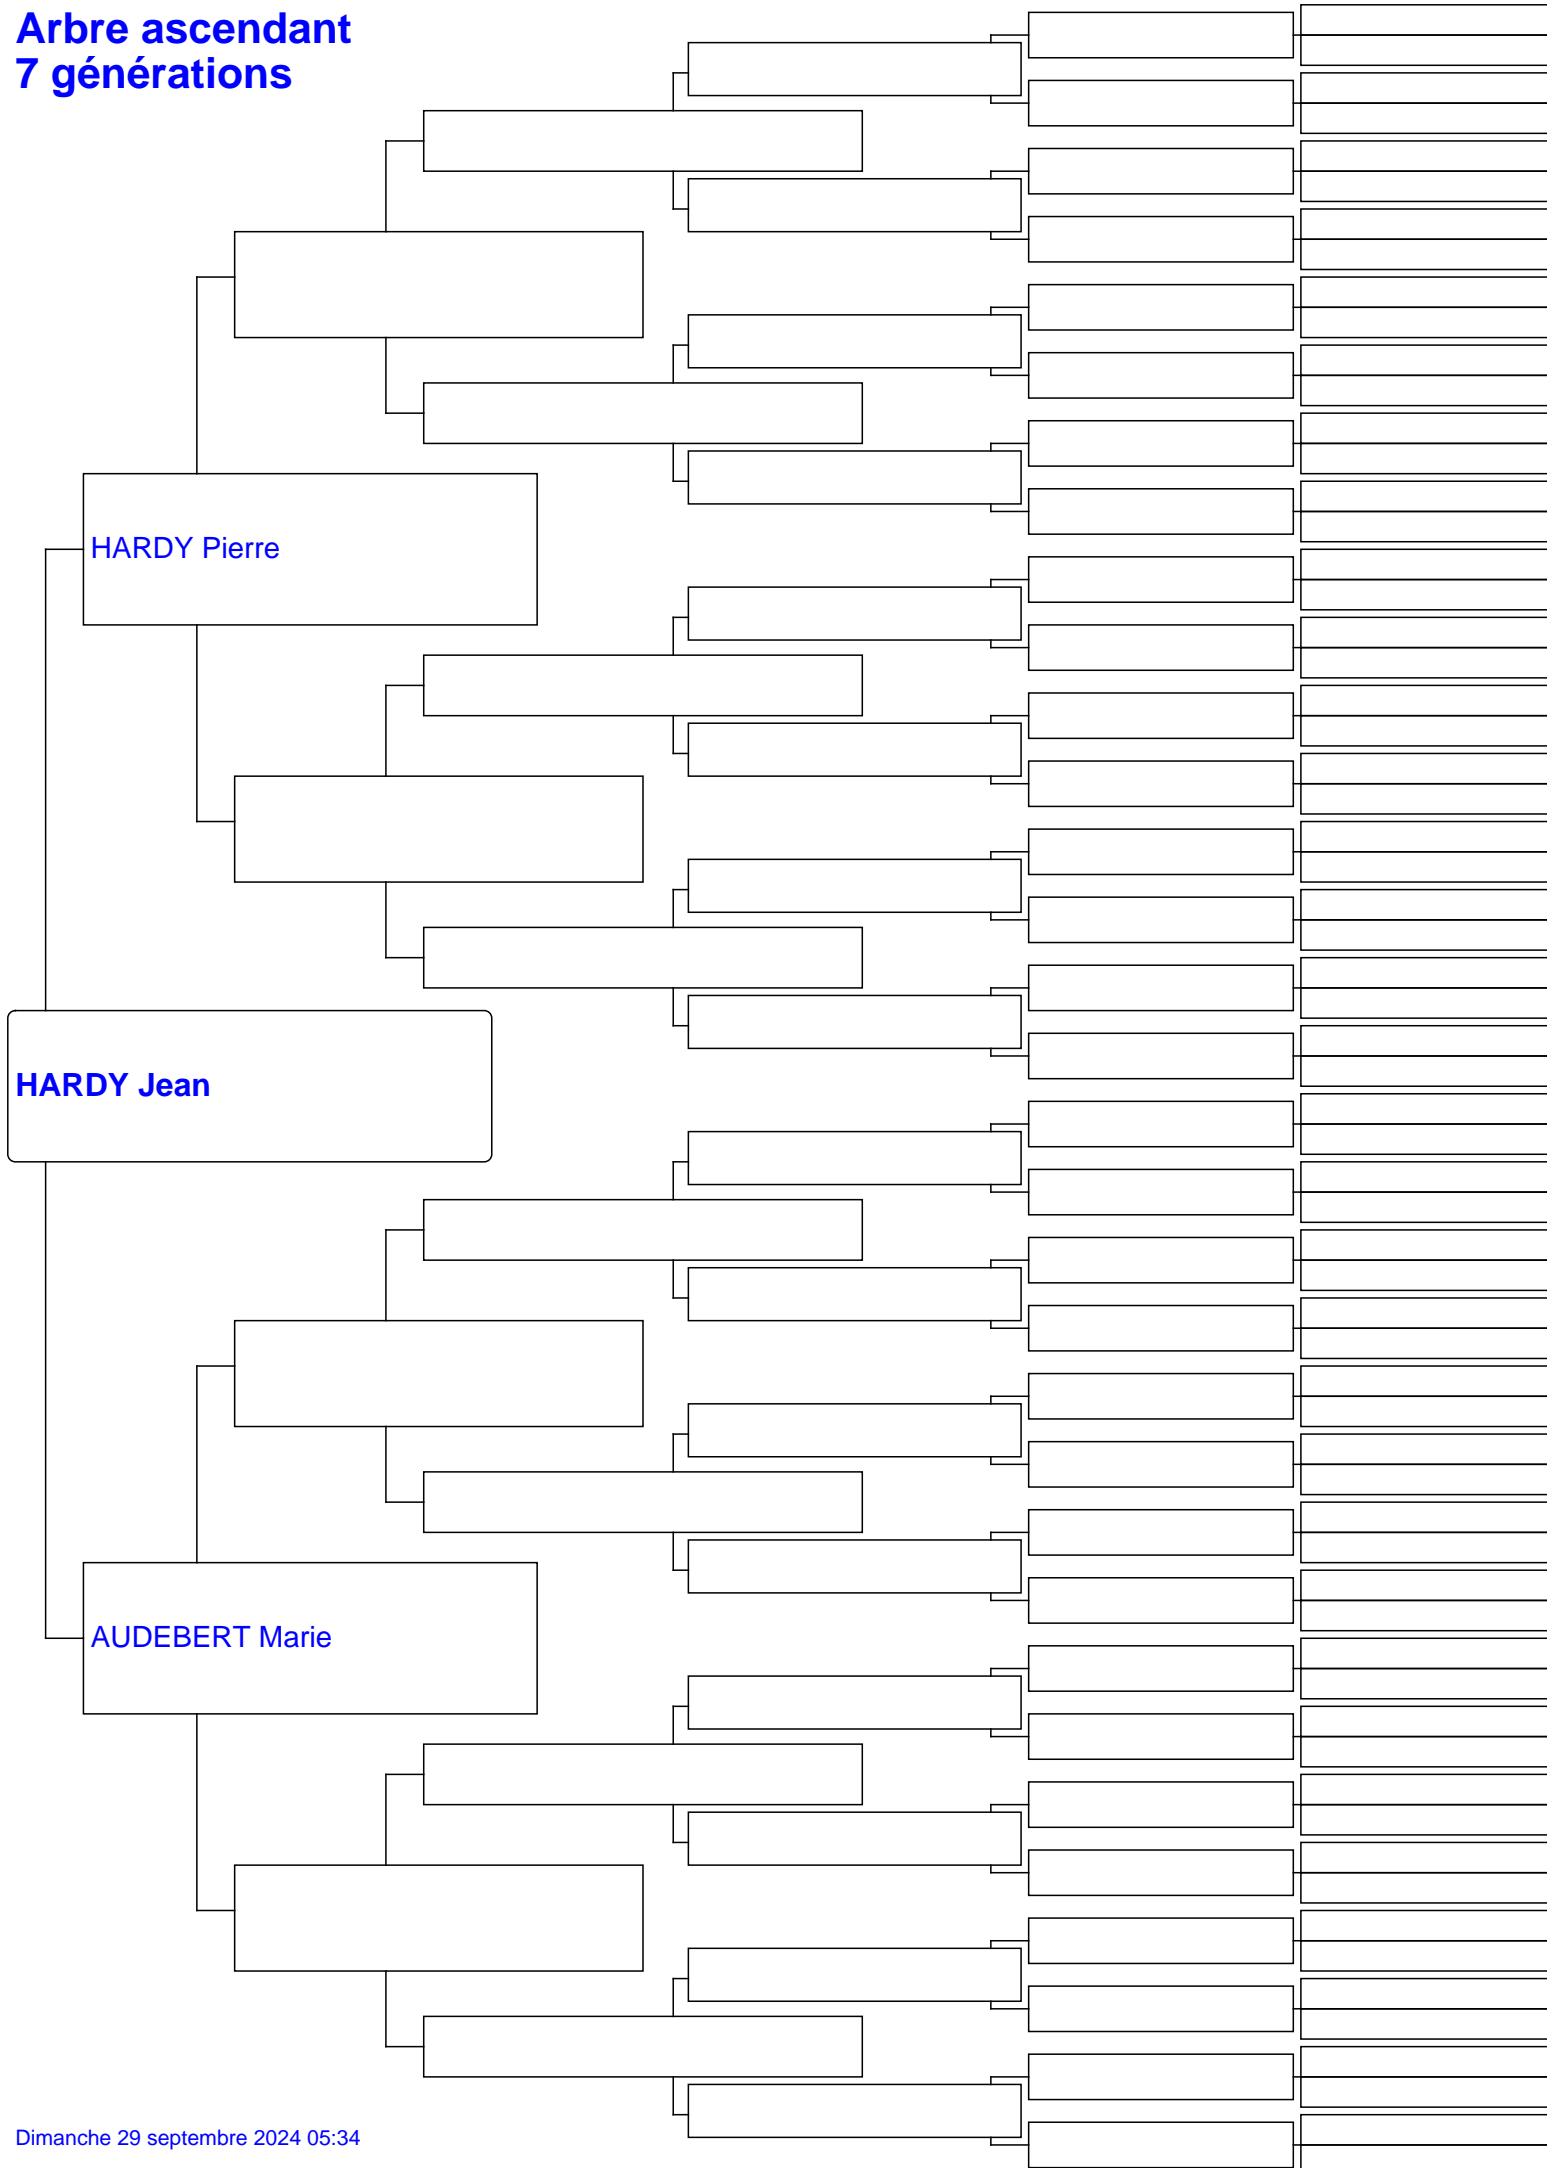 Arbre ascendant
7 générations
HARDY Pierre
HARDY Jean
AUDEBERT Marie
Dimanche 29 septembre 2024 05:34